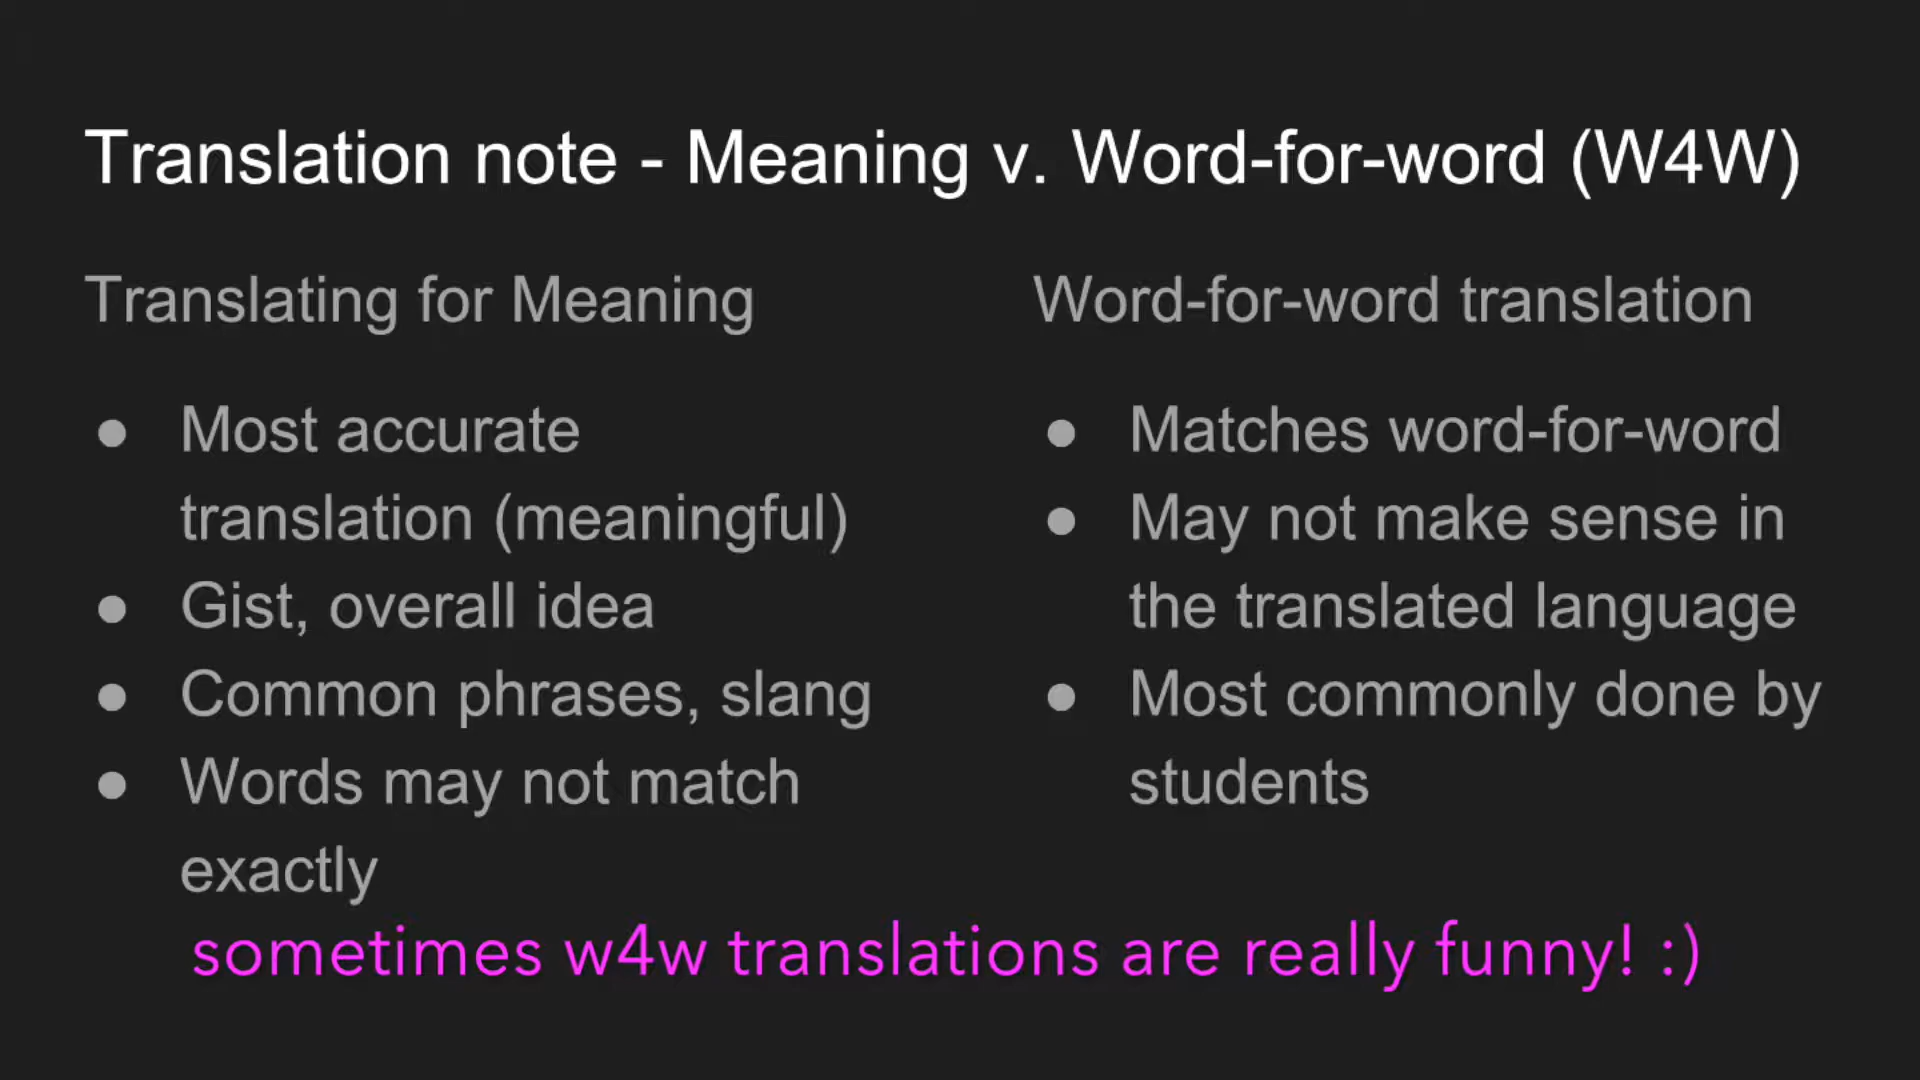 Translation note - Meaning v. Word-for-word (W4W)
Translating for Meaning
● Most accurate
translation (meaningful)
● Gist, overall idea
● Common phrases, slang
● Words may not match
exactly
Word-for-word translation
● Matches word-for-word
● May not make sense in
the translated language
● Most commonly done by
students
sometimes w4w translations are really funny! :)